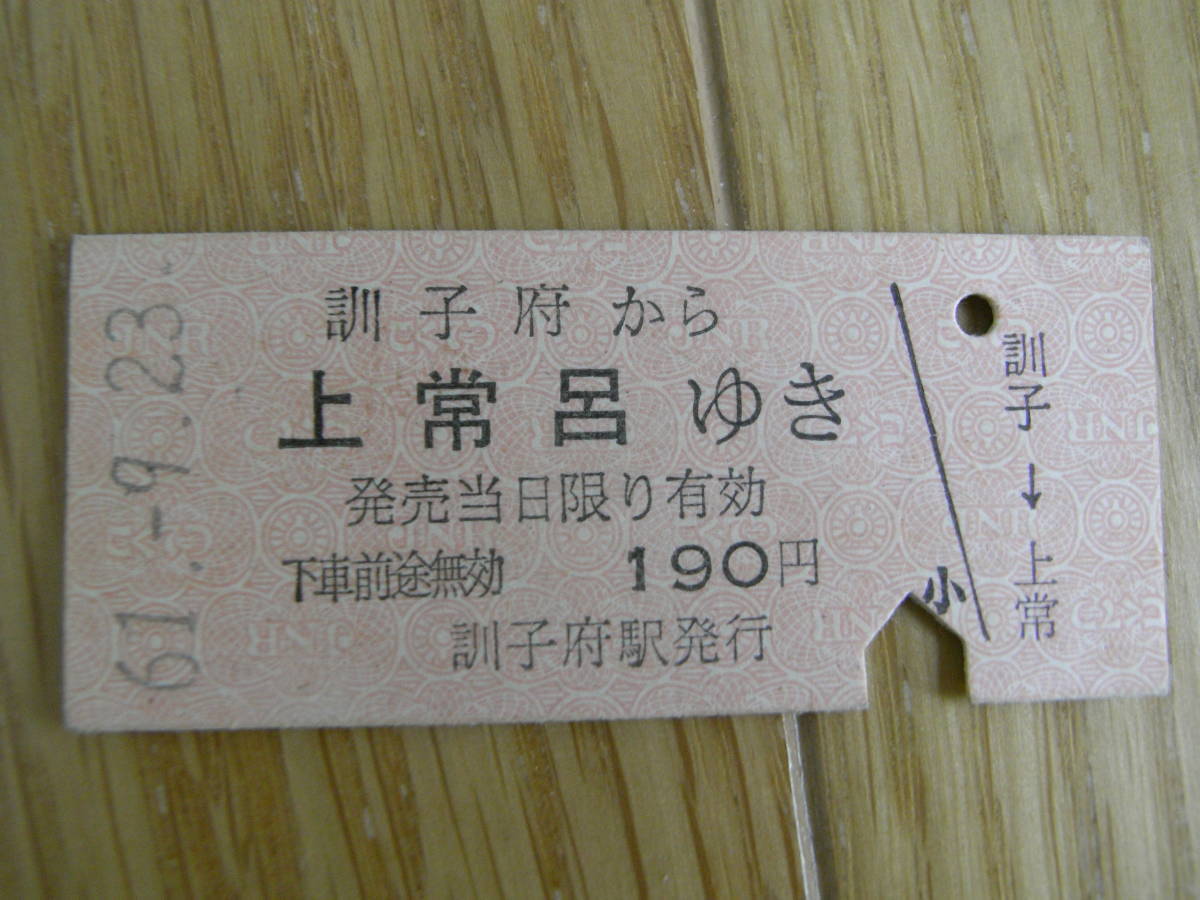 訓子府から
上常呂ゆき
発売当日限り有効
下車前途無効 190円
訓子府駅発行
小
訓子→上常
61.-9.23